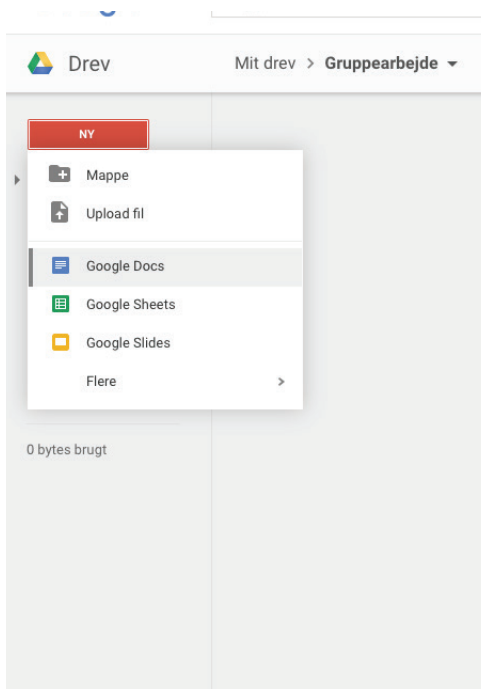 Drev
Mit drev > Gruppearbejde
NY
Mappe
Upload fil
Google Docs
Google Sheets
Google Slides
Flere
0 bytes brugt